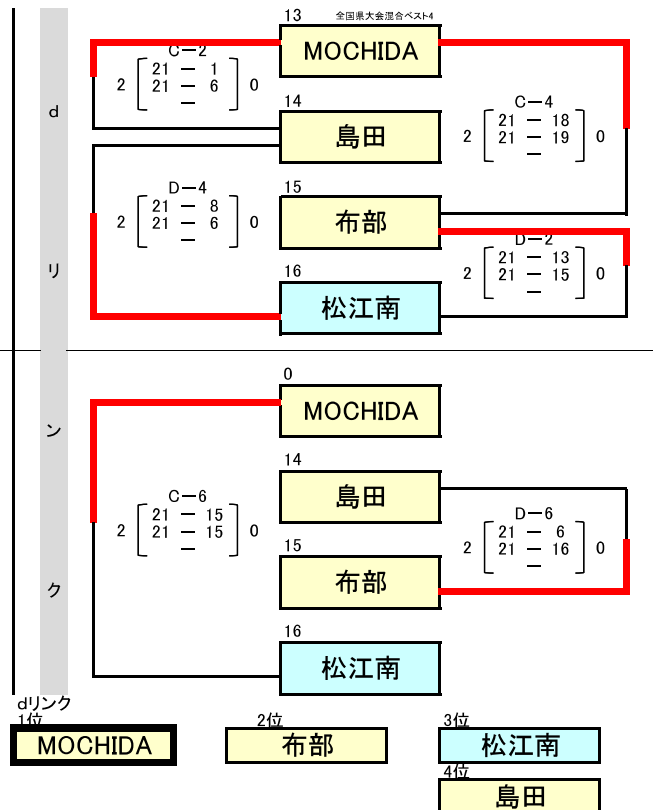 13 全国県大会混合ベスト4
MOCHIDA
C－2
2 21 － 1 0
21 － 6
－
14
島田
C－4
2 21 － 18 0
21 － 19
－
d
15
布部
D－4
2 21 － 8 0
21 － 6
－
D－2
2 21 － 13 0
21 － 15
－
リ
16
松江南
0
MOCHIDA
ン
14
島田
C－6
2 21 － 15 0
21 － 15
－
D－6
2 21 － 6 0
21 － 16
－
15
布部
ク
16
松江南
dリンク
1位
MOCHIDA
2位
布部
3位
松江南
4位
島田